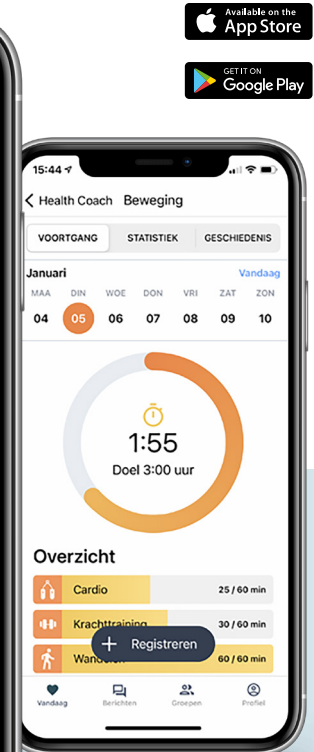 Available on the
App Store
GET IT ON
Google Play
15:44
Health Coach Beweging
VOORTGANG STATISTIEK GESCHIEDENIS
Januari Vandaag
MAA DIN WOE DON VRI ZAT ZON
04 05 06 07 08 09 10
1:55
Doel 3:00 uur
Overzicht
Cardio 25 / 60 min
Krachttraining 30 / 60 min
+ Registreren
Wandelen 60 / 60 min
Vandaag Berichten Groepen Profiel